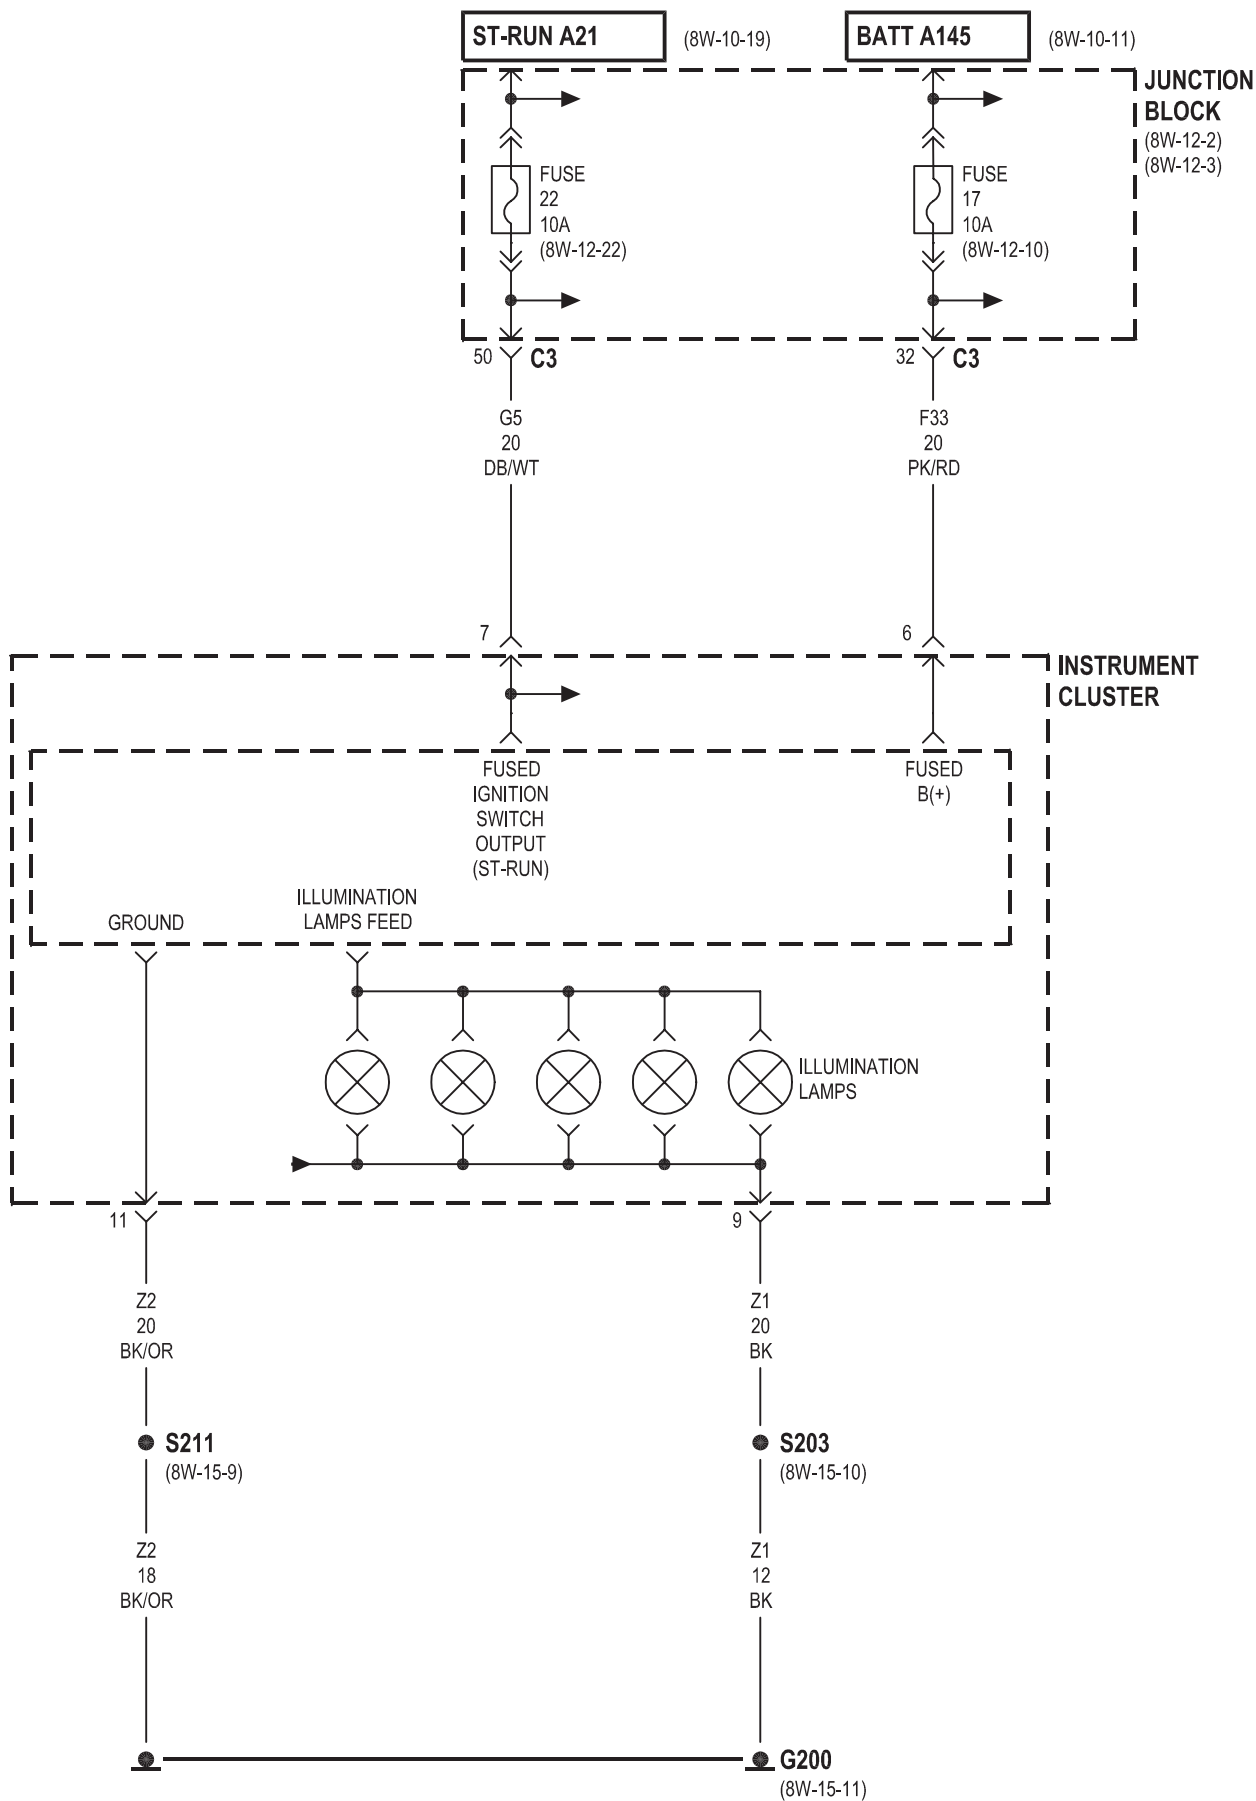 ST-RUN A21
(8W-10-19)
BATT A145
(8W-10-11)
JUNCTION
BLOCK
(8W-12-2)
(8W-12-3)
FUSE
22
10A
(8W-12-22)
FUSE
17
10A
(8W-12-10)
50
C3
32
C3
G5
20
DB/WT
F33
20
PK/RD
7
6
INSTRUMENT
CLUSTER
FUSED
IGNITION
SWITCH
OUTPUT
(ST-RUN)
FUSED
B(+)
GROUND
ILLUMINATION
LAMPS FEED
ILLUMINATION
LAMPS
11
9
Z2
20
BK/OR
Z1
20
BK
S211
(8W-15-9)
S203
(8W-15-10)
Z2
18
BK/OR
Z1
12
BK
G200
(8W-15-11)